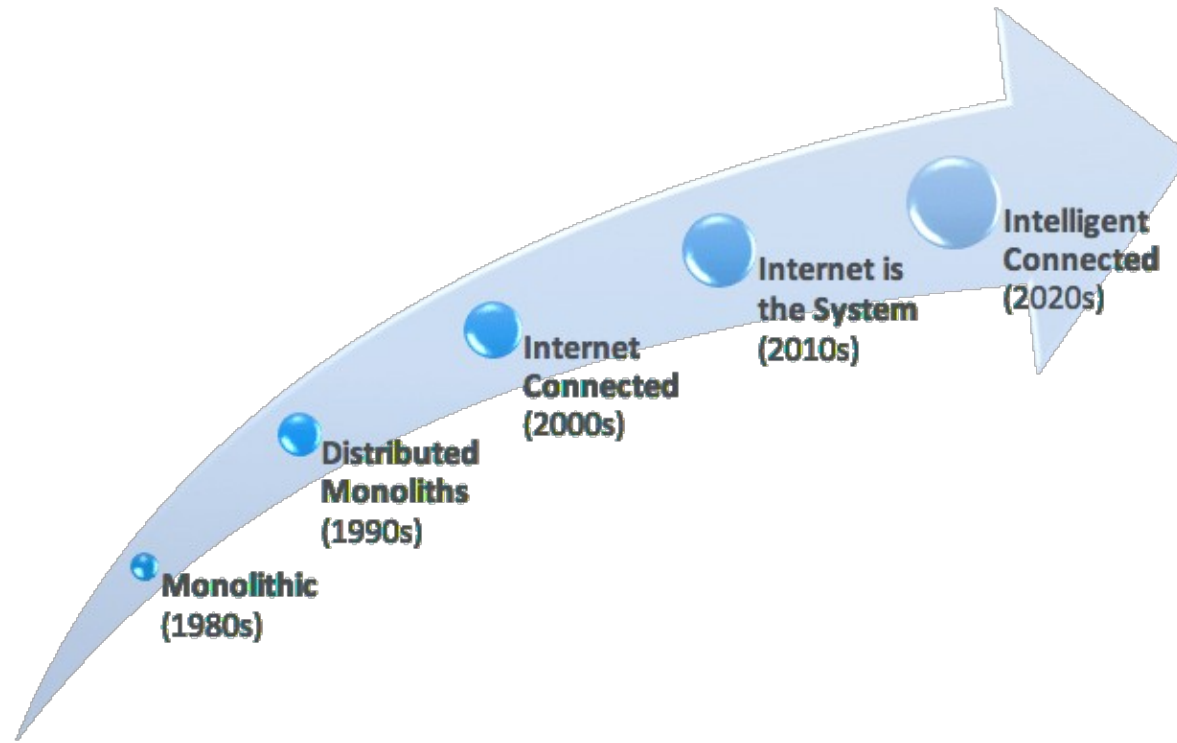 Monolithic
(1980s)
Distributed
Monoliths
(1990s)
Internet
Connected
(2000s)
Internet is
the System
(2010s)
Intelligent
Connected
(2020s)